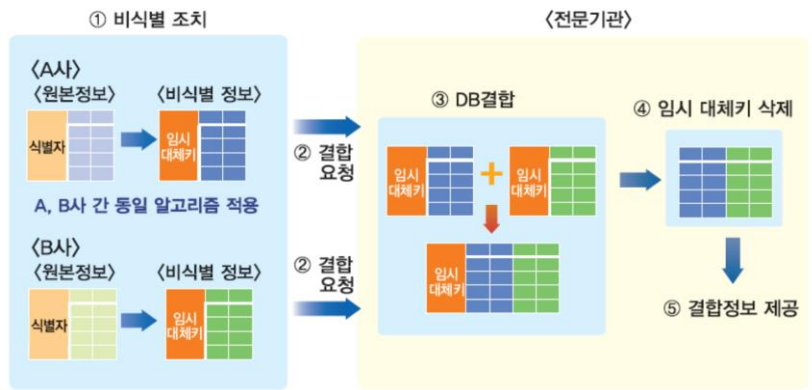 ① 비식별 조치
〈전문기관〉
〈A사〉
〈원본정보〉 〈비식별 정보〉
식별자
임시
대체키
② 결합
요청
A, B사 간 동일 알고리즘 적용
〈B사〉
〈원본정보〉 〈비식별 정보〉
식별자
임시
대체키
② 결합
요청
③ DB결합
임시
대체키
+
임시
대체키
임시
대체키
④ 임시 대체키 삭제
⑤ 결합정보 제공